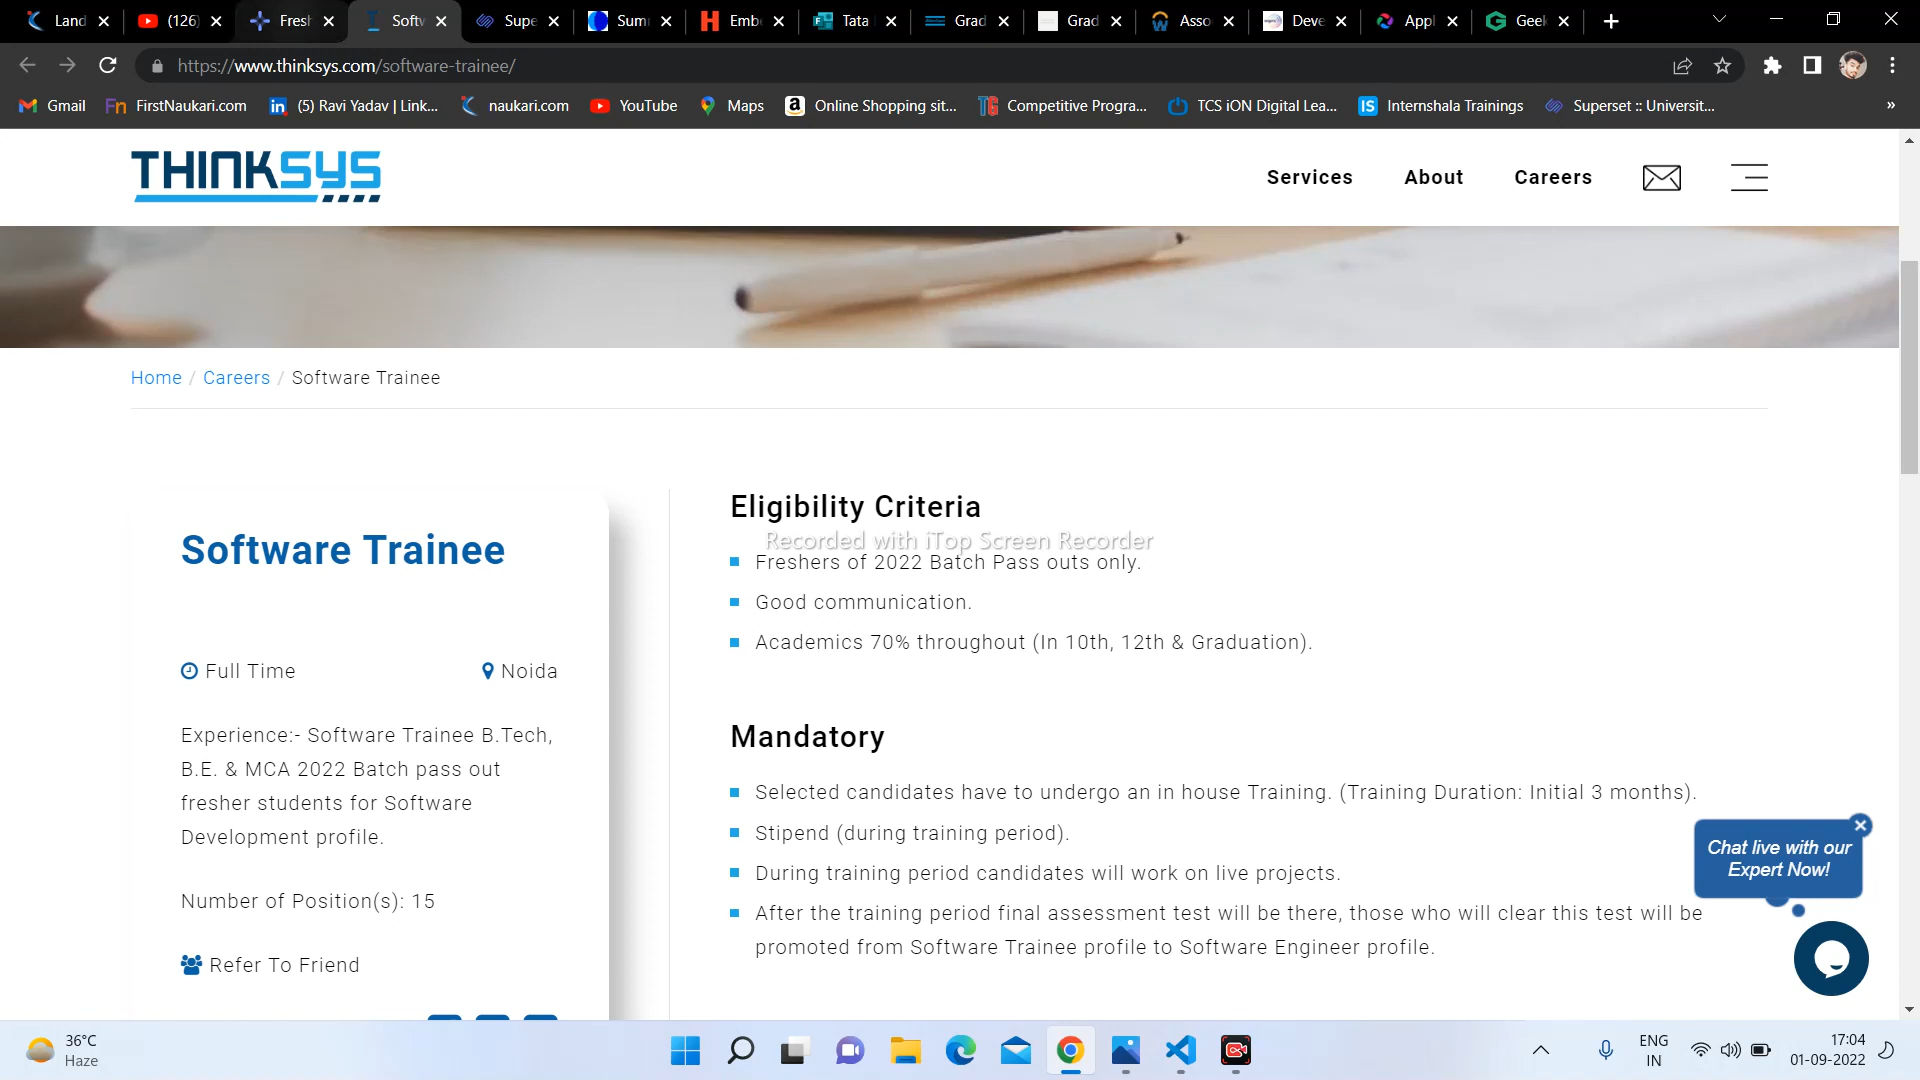 Land
(126)
Fresh
Softw
Supe
Sum
Emb
Tata
Grad
Grad
Asso
Deve
Appl
Geek
https://www.thinksys.com/software-trainee/
Gmail
FirstNaukari.com
(5) Ravi Yadav | Link...
naukari.com
YouTube
Maps
Online Shopping sit...
Competitive Progra...
TCS iON Digital Lea...
Internshala Trainings
Superset :: Universit...
»
THINKSYS
Services
About
Careers
Home / Careers / Software Trainee
Software Trainee
Full Time
Noida
Experience:- Software Trainee B.Tech,
B.E. & MCA 2022 Batch pass out
fresher students for Software
Development profile.
Number of Position(s): 15
Refer To Friend
Eligibility Criteria
Recorded with iTop Screen Recorder
Freshers of 2022 Batch Pass outs only.
Good communication.
Academics 70% throughout (In 10th, 12th & Graduation).
Mandatory
Selected candidates have to undergo an in house Training. (Training Duration: Initial 3 months).
Stipend (during training period).
During training period candidates will work on live projects.
After the training period final assessment test will be there, those who will clear this test will be
promoted from Software Trainee profile to Software Engineer profile.
Chat live with our
Expert Now!
36°C
Haze
ENG
IN
17:04
01-09-2022